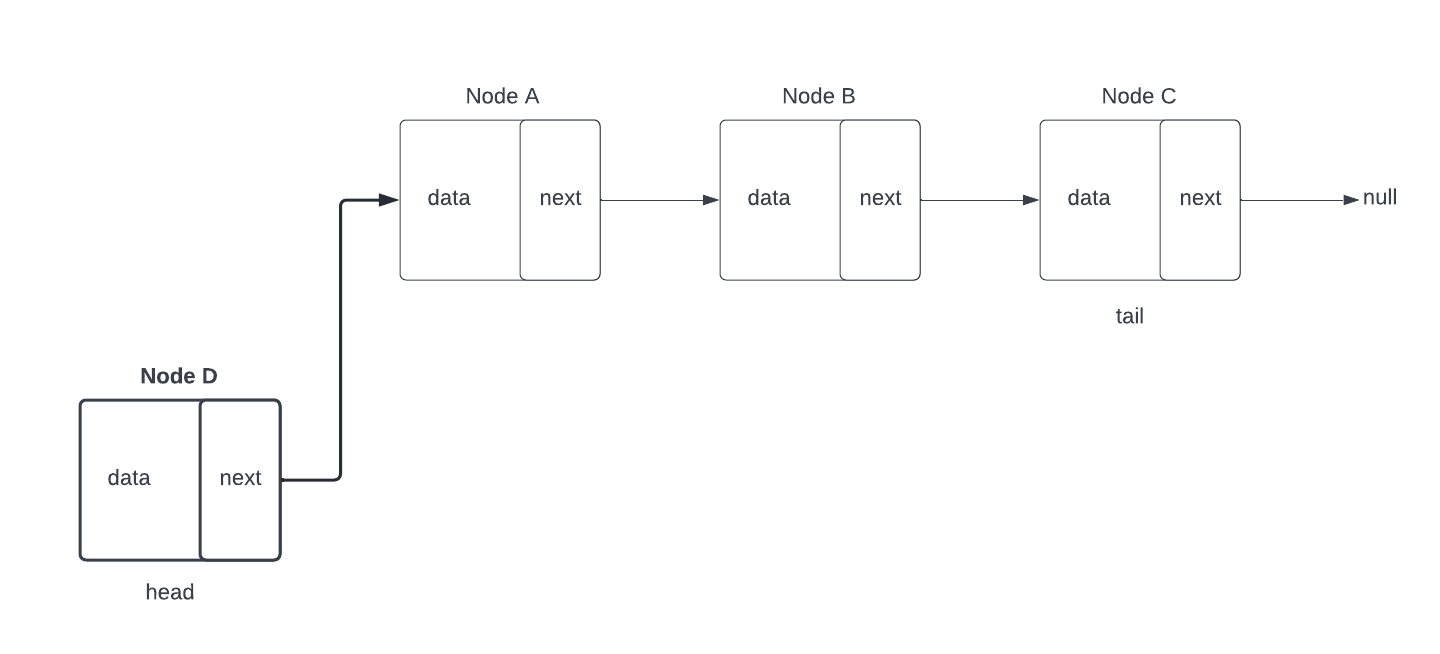 Node A
Node B
Node C
data
next
data
next
data
next
null
tail
Node D
data
next
head